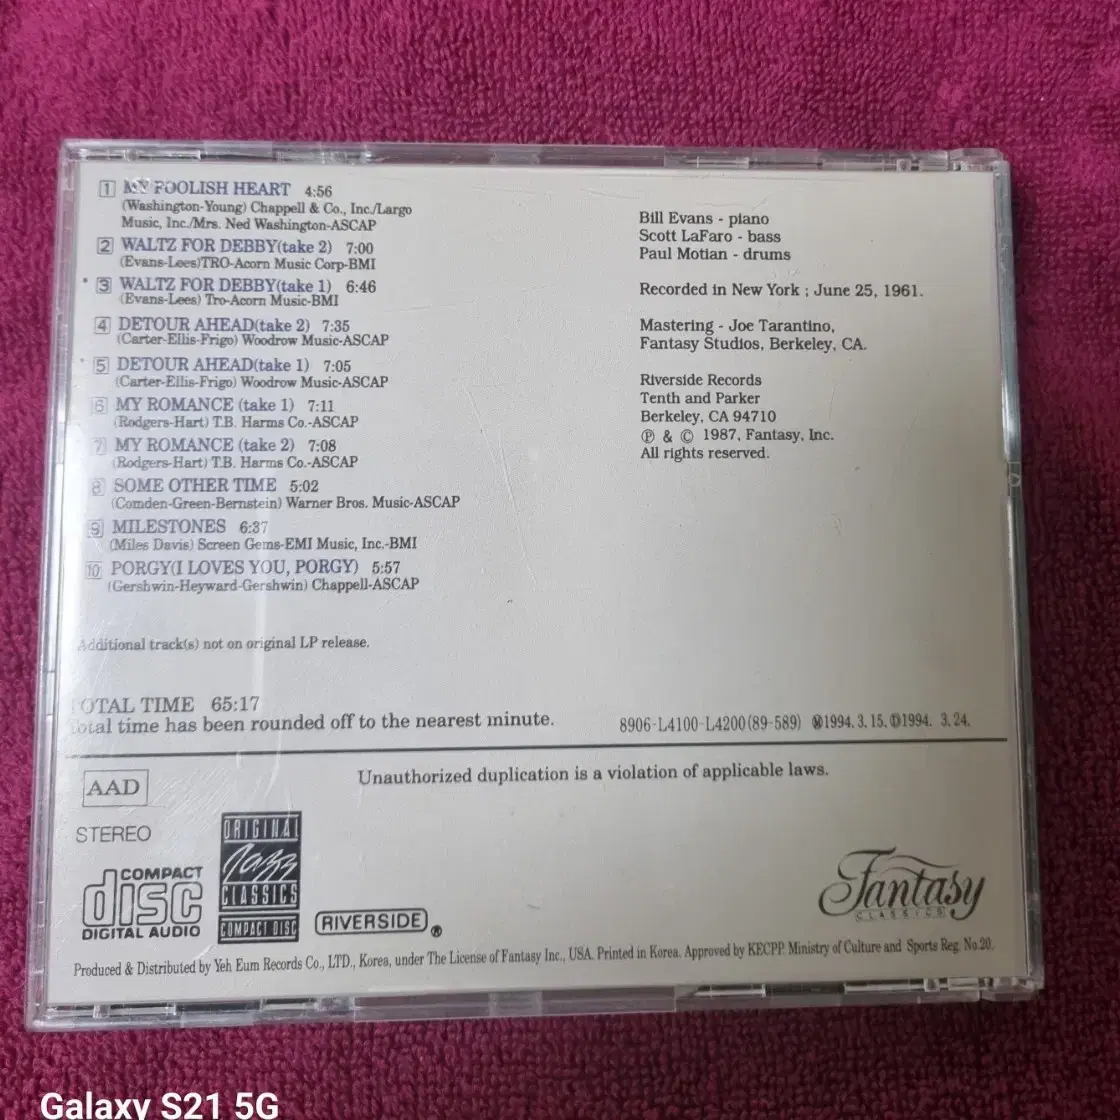 1 MY FOOLISH HEART 4:56
(Washington-Young) Chappell & Co., Inc./Largo
Music, Inc./Mrs. Ned Washington-ASCAP
2 WALTZ FOR DEBBY(take 2) 7:00
(Evans-Lees)TRO-Acorn Music Corp-BMI
3 WALTZ FOR DEBBY(take 1) 6:46
(Evans-Lees) Tro-Acorn Music-BMI
4 DETOUR AHEAD(take 2) 7:35
(Carter-Ellis-Frigo) Woodrow Music-ASCAP
5 DETOUR AHEAD(take 1) 7:05
(Carter-Ellis-Frigo) Woodrow Music-ASCAP
6 MY ROMANCE (take 1) 7:11
(Rodgers-Hart) T.B. Harms Co.-ASCAP
7 MY ROMANCE (take 2) 7:08
(Rodgers-Hart) T.B. Harms Co.-ASCAP
8 SOME OTHER TIME 5:02
(Comden-Green-Bernstein) Warner Bros. Music-ASCAP
9 MILESTONES 6:37
(Miles Davis) Screen Gems-EMI Music, Inc.-BMI
10 PORGY(I LOVES YOU, PORGY) 5:57
(Gershwin-Heyward-Gershwin) Chappell-ASCAP
Additional track(s) not on original LP release.
TOTAL TIME 65:17
Total time has been rounded off to the nearest minute.
Bill Evans - piano
Scott LaFaro - bass
Paul Motian - drums
Recorded in New York ; June 25, 1961.
Mastering - Joe Tarantino,
Fantasy Studios, Berkeley, CA.
Riverside Records
Tenth and Parker
Berkeley, CA 94710
℗ & © 1987, Fantasy, Inc.
All rights reserved.
8906-L4100-L4200(89-589) Ⓜ1994. 3. 15. Ⓓ1994. 3. 24.
AAD
Unauthorized duplication is a violation of applicable laws.
STEREO
COMPACT
disc
DIGITAL AUDIO
ORIGINAL
Jazz
CLASSICS
COMPACT DISC
RIVERSIDE ®
Fantasy
CLASSICS
Produced & Distributed by Yeh Eum Records Co., LTD., Korea, under The License of Fantasy Inc., USA. Printed in Korea. Approved by KECPP. Ministry of Culture and Sports Reg. No.20.
Galaxy S21 5G